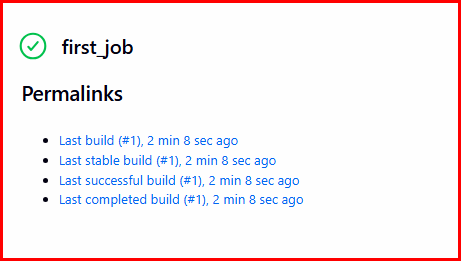 first_job
Permalinks
Last build (#1), 2 min 8 sec ago
Last stable build (#1), 2 min 8 sec ago
Last successful build (#1), 2 min 8 sec ago
Last completed build (#1), 2 min 8 sec ago